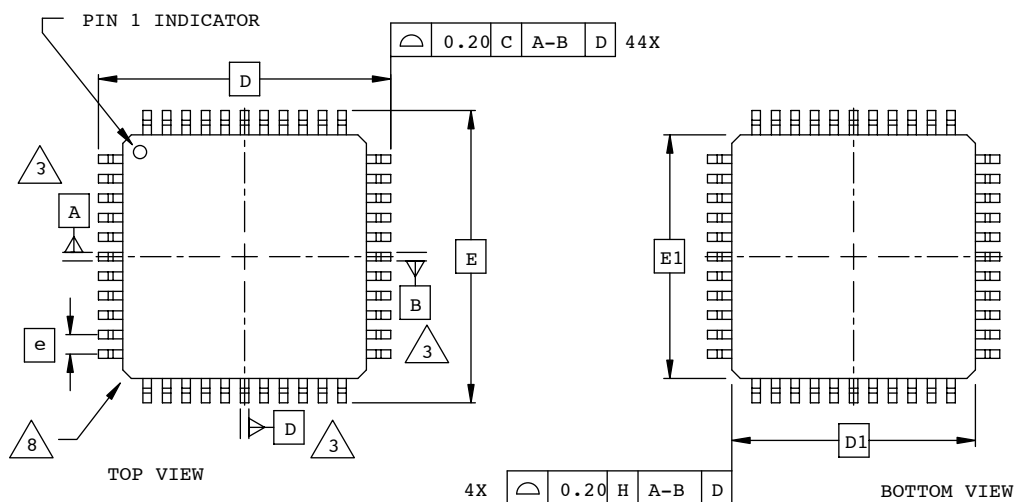 PIN 1 INDICATOR
0.20 C A-B D 44X
D
3
A
E
E1
B
e
3
8
D
3
D1
TOP VIEW
4X 0.20 H A-B D
BOTTOM VIEW